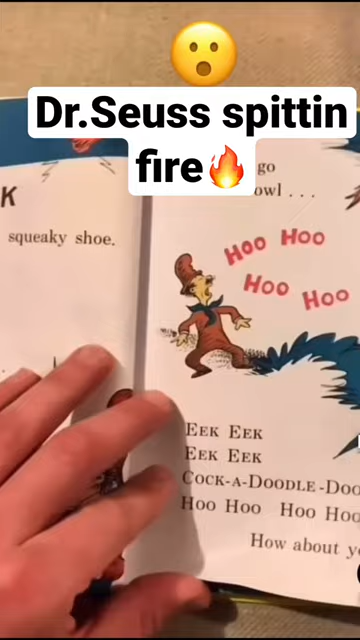 Dr.Seuss spittin
fire🔥
K
squeaky shoe.
go
owl . . .
HOO HOO
HOO HOO
EEK EEK
EEK EEK
COCK-A-DOODLE-DOO
HOO HOO HOO HOO
How about y